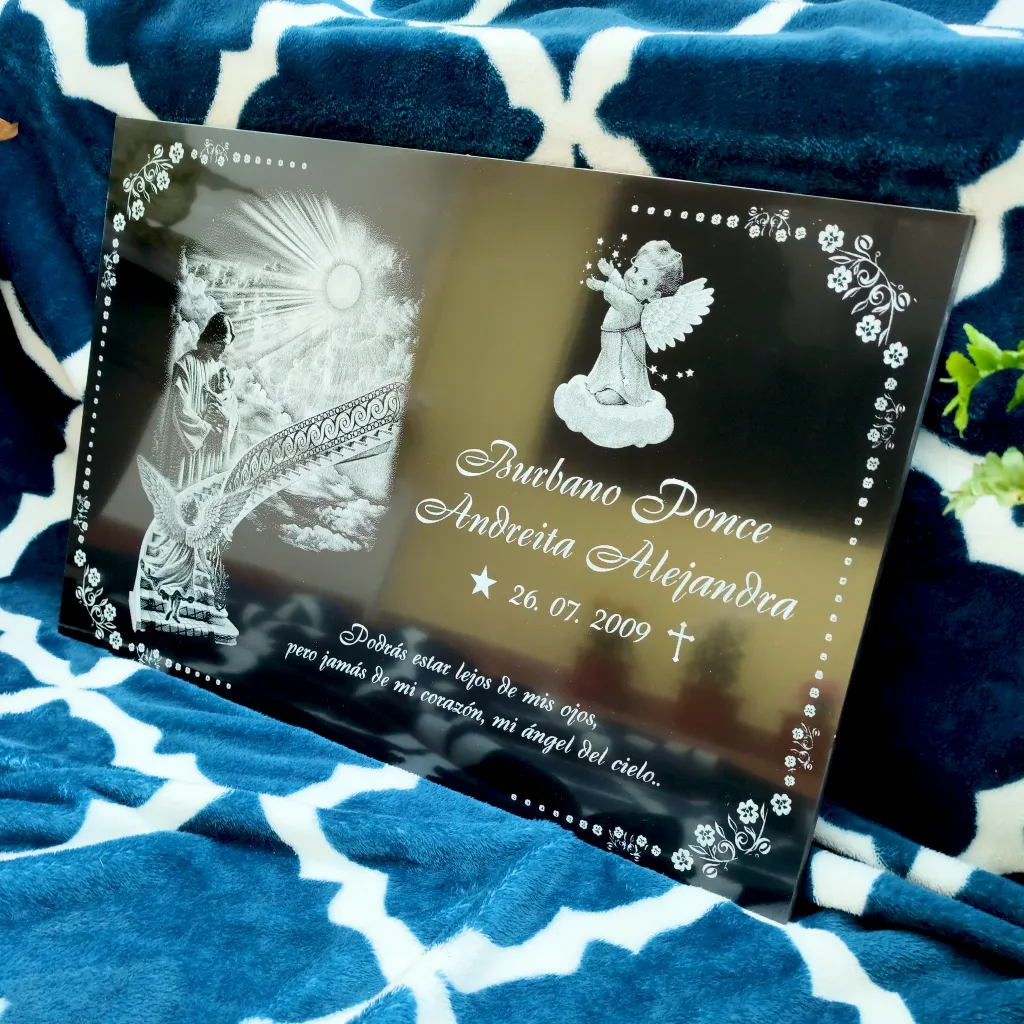 Burbano Ponce
Andreita Alejandra
★ 26. 07. 2009 ✝
Podrás estar lejos de mis ojos,
pero jamás de mi corazón, mi ángel del cielo..